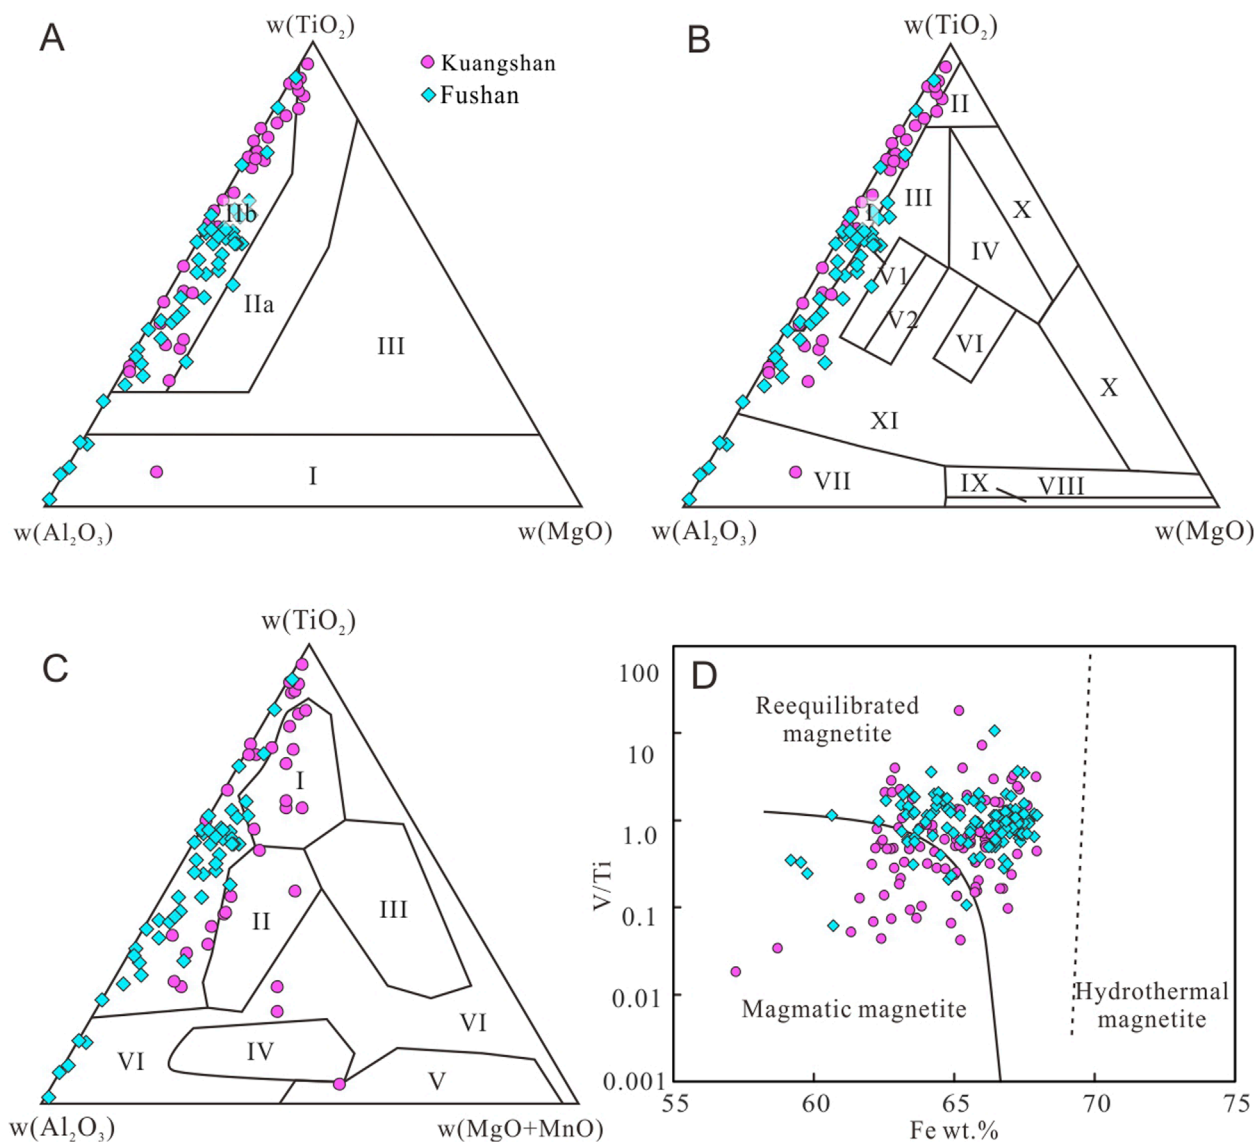 A
w(TiO₂)
Kuangshan
Fushan
IIb
IIa
III
I
w(Al₂O₃)
w(MgO)
B
w(TiO₂)
II
I
III
X
IV
V1
V2
VI
X
XI
VII
IX
VIII
w(Al₂O₃)
w(MgO)
C
w(TiO₂)
I
II
III
VI
IV
VI
V
w(Al₂O₃)
w(MgO+MnO)
D
100
Reequilibrated
magnetite
10
1.0
V/Ti
0.1
0.01
Magmatic magnetite
Hydrothermal
magnetite
0.001
55
60
65
70
75
Fe wt.%